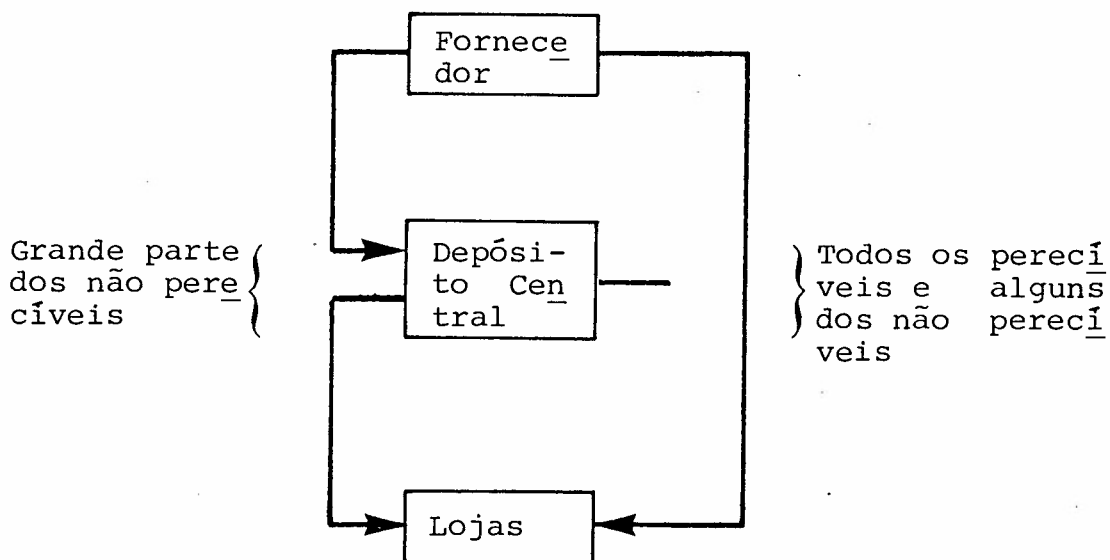 Fornece
dor
Grande parte
dos não pere
cíveis
Depósi-
to Cen
tral
Todos os perecí
veis e alguns
dos não perecí
veis
Lojas